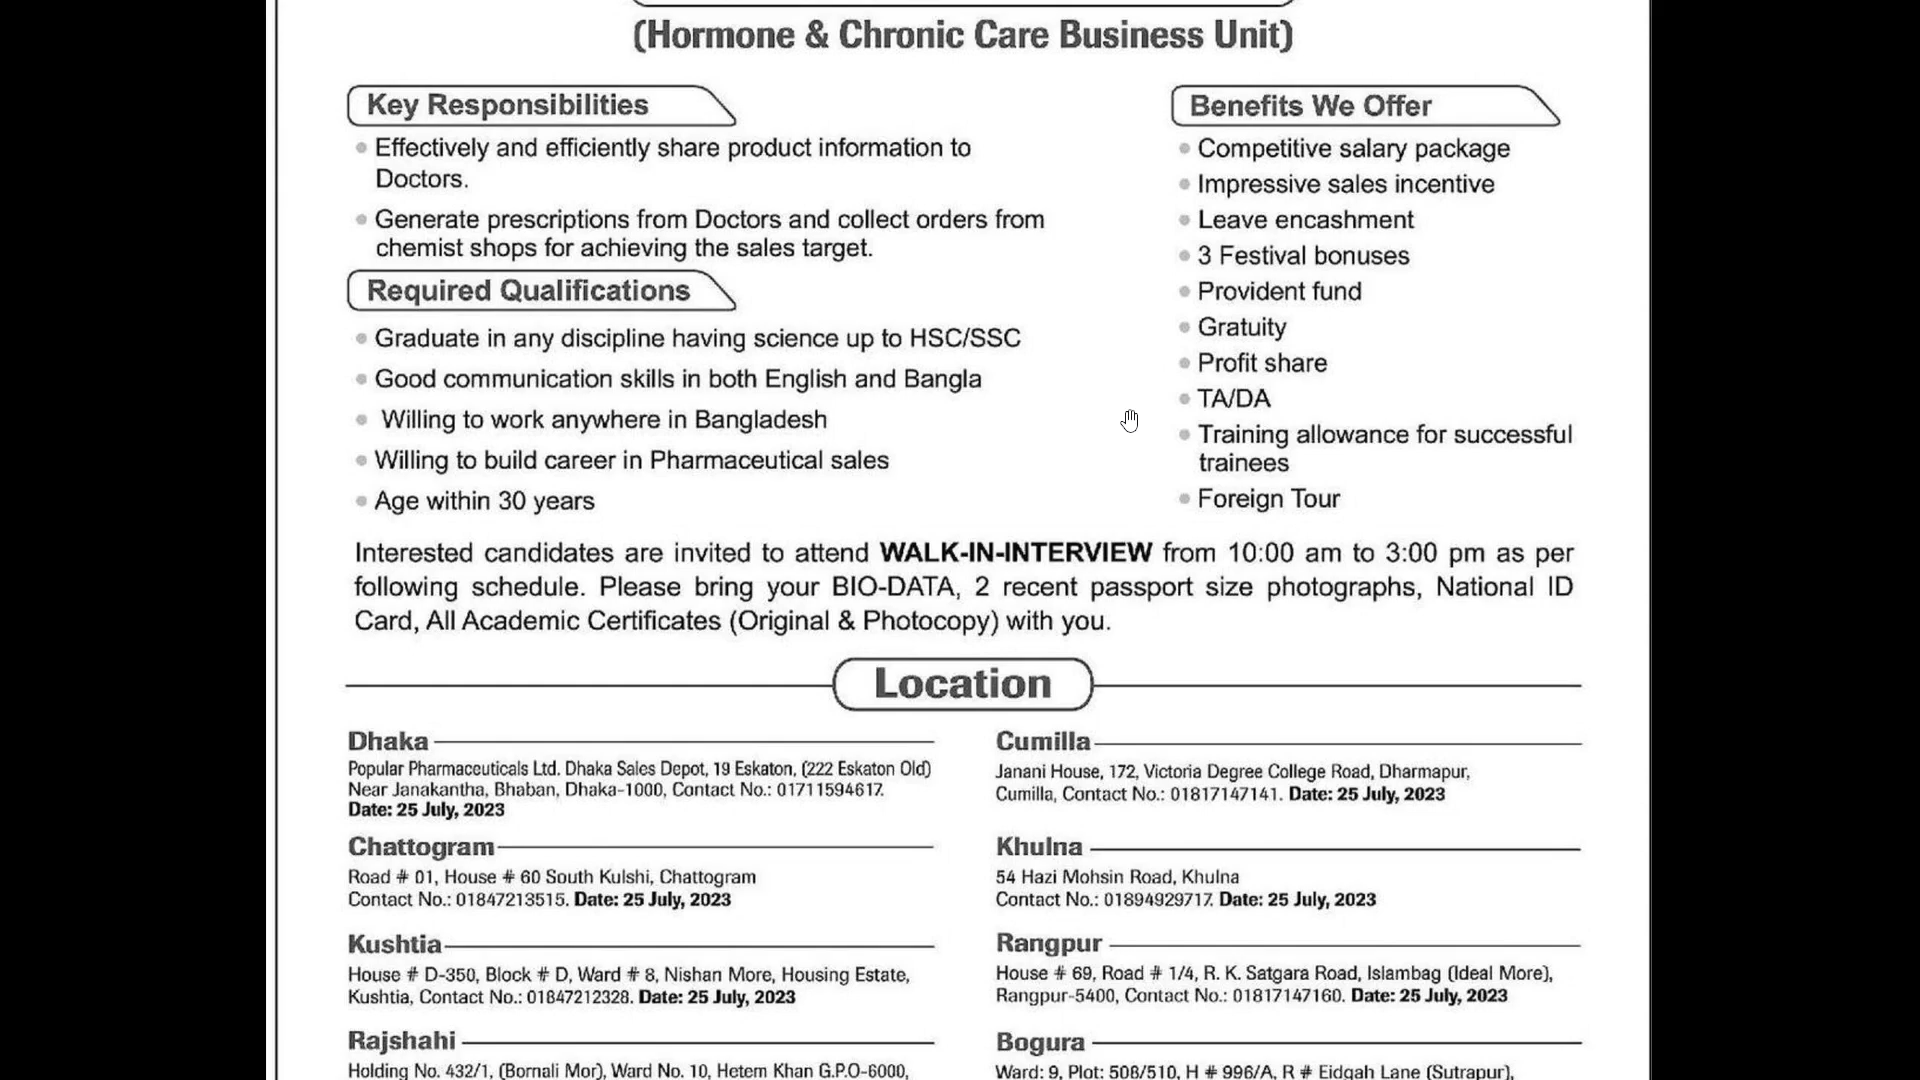 (Hormone & Chronic Care Business Unit)
Key Responsibilities
Effectively and efficiently share product information to
Doctors.
Generate prescriptions from Doctors and collect orders from
chemist shops for achieving the sales target.
Required Qualifications
Graduate in any discipline having science up to HSC/SSC
Good communication skills in both English and Bangla
Willing to work anywhere in Bangladesh
Willing to build career in Pharmaceutical sales
Age within 30 years
Benefits We Offer
Competitive salary package
Impressive sales incentive
Leave encashment
3 Festival bonuses
Provident fund
Gratuity
Profit share
TA/DA
Training allowance for successful
trainees
Foreign Tour
Interested candidates are invited to attend WALK-IN-INTERVIEW from 10:00 am to 3:00 pm as per
following schedule. Please bring your BIO-DATA, 2 recent passport size photographs, National ID
Card, All Academic Certificates (Original & Photocopy) with you.
Location
Dhaka
Popular Pharmaceuticals Ltd. Dhaka Sales Depot, 19 Eskaton, (222 Eskaton Old)
Near Janakantha, Bhaban, Dhaka-1000, Contact No.: 01711594617.
Date: 25 July, 2023
Cumilla
Janani House, 172, Victoria Degree College Road, Dharmapur,
Cumilla, Contact No.: 01817147141. Date: 25 July, 2023
Chattogram
Road # 01, House # 60 South Kulshi, Chattogram
Contact No.: 01847213515. Date: 25 July, 2023
Khulna
54 Hazi Mohsin Road, Khulna
Contact No.: 01894929717. Date: 25 July, 2023
Kushtia
House # D-350, Block # D, Ward # 8, Nishan More, Housing Estate,
Kushtia, Contact No.: 01847212328. Date: 25 July, 2023
Rangpur
House # 69, Road # 1/4, R. K. Satgara Road, Islambag (Ideal More),
Rangpur-5400, Contact No.: 01817147160. Date: 25 July, 2023
Rajshahi
Holding No. 432/1, (Bornali Mor), Ward No. 10, Hetem Khan G.P.O-6000,
Bogura
Ward: 9, Plot: 508/510, H # 996/A, R # Eidgah Lane (Sutrapur),